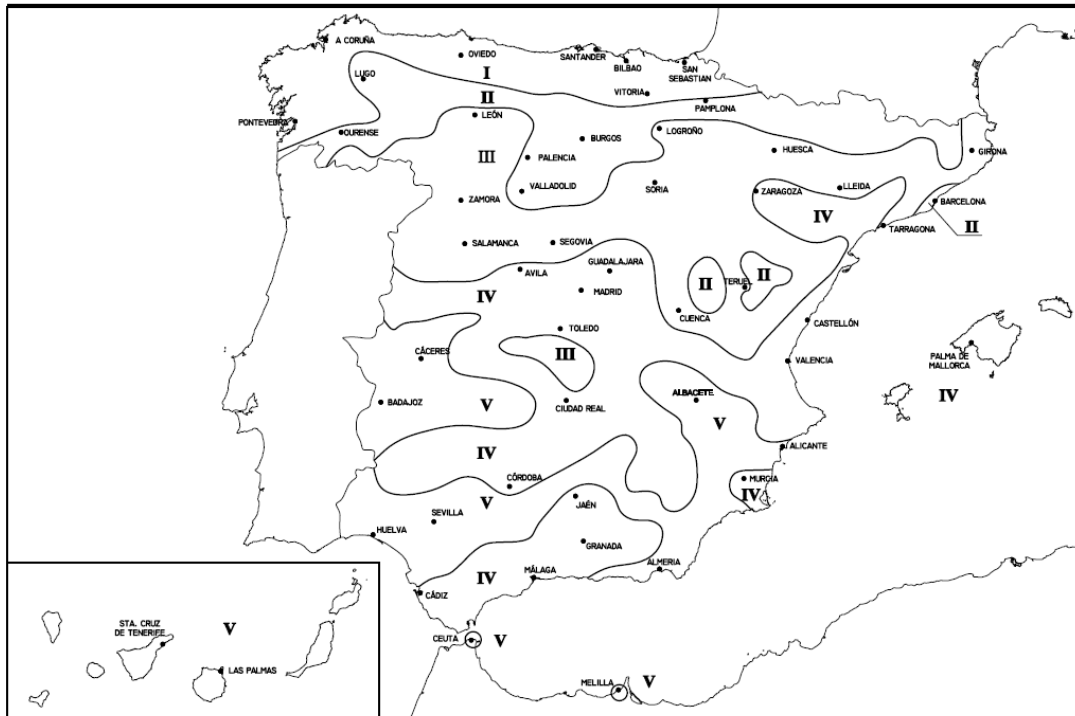 A CORUÑA
OVIEDO
SANTANDER
BILBAO
SAN
SEBASTIAN
LUGO
I
VITORIA
II
PAMPLONA
PONTEVEDRA
LEÓN
OURENSE
BURGOS
LOGROÑO
HUESCA
GIRONA
III
PALENCIA
VALLADOLID
SORIA
ZARAGOZA
LLEIDA
ZAMORA
BARCELONA
IV
TARRAGONA
II
SALAMANCA
SEGOVIA
AVILA
GUADALAJARA
II
TERUEL
II
IV
MADRID
CUENCA
CASTELLÓN
TOLEDO
CÁCERES
III
VALENCIA
PALMA DE
MALLORCA
IV
BADAJOZ
V
CIUDAD REAL
ALBACETE
V
ALICANTE
IV
CÓRDOBA
MURCIA
IV
V
JAÉN
SEVILLA
HUELVA
GRANADA
ALMERIA
MÁLAGA
IV
CÁDIZ
CEUTA
V
MELILLA
V
STA. CRUZ
DE TENERIFE
V
LAS PALMAS